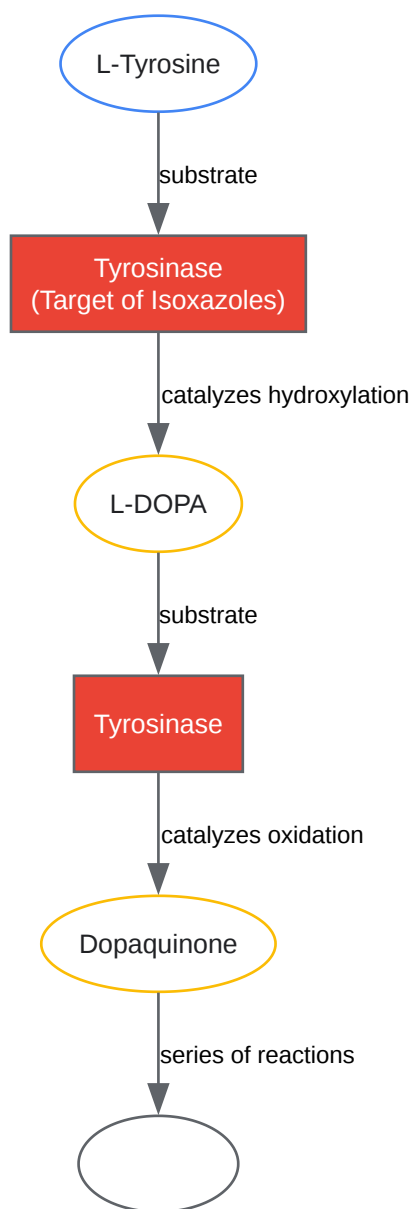 L-Tyrosine
substrate
Tyrosinase
(Target of Isoxazoles)
catalyzes hydroxylation
L-DOPA
substrate
Tyrosinase
catalyzes oxidation
Dopaquinone
series of reactions